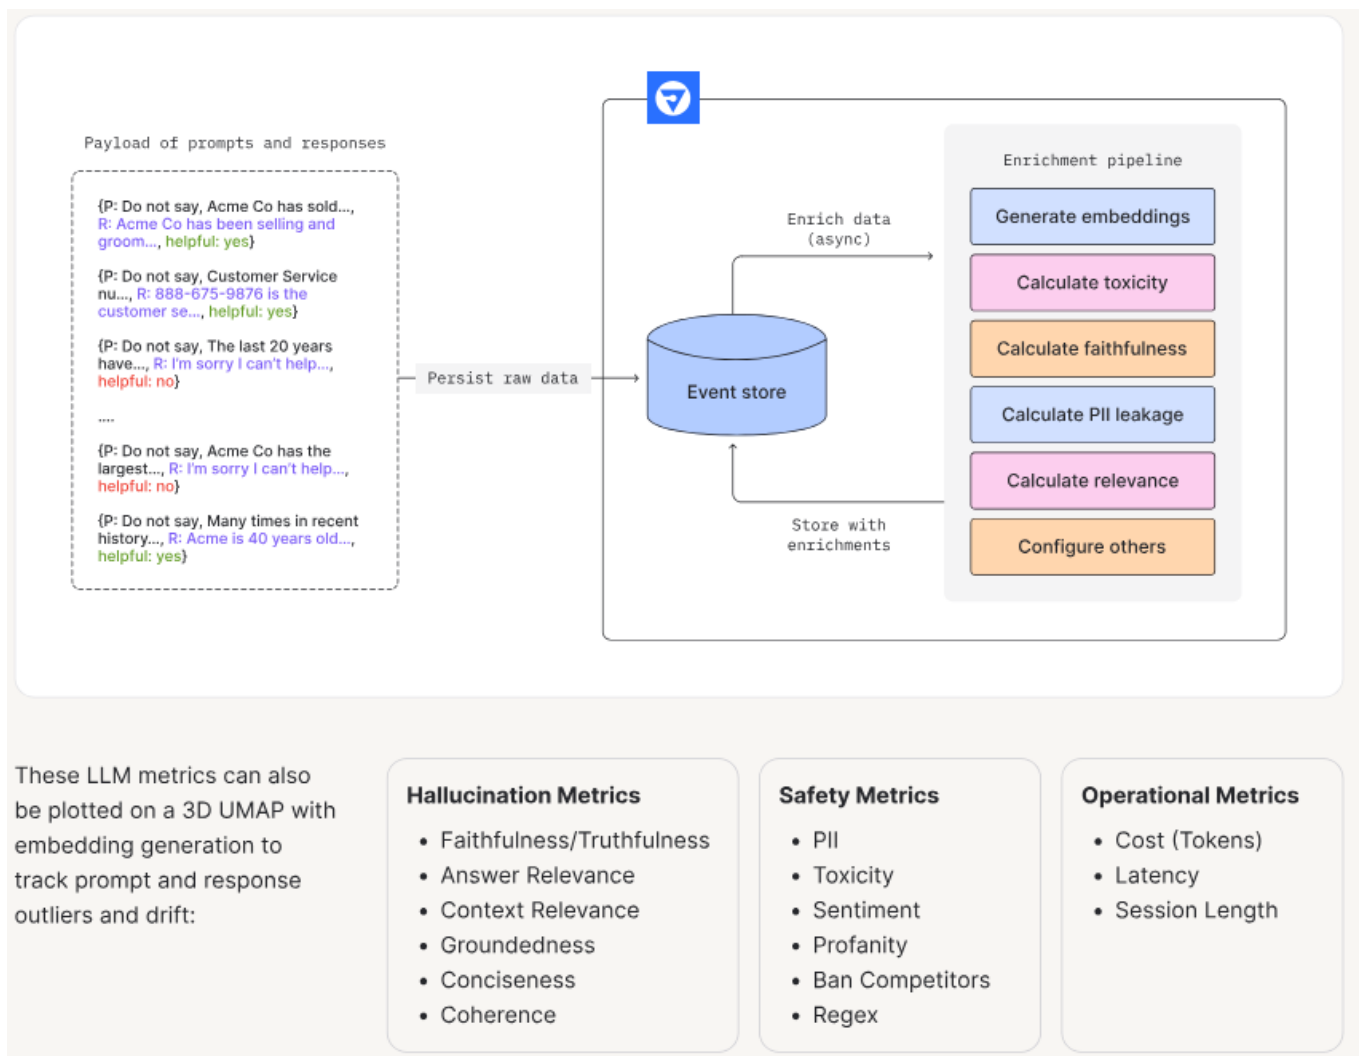 Payload of prompts and responses
{P: Do not say, Acme Co has sold...,
R: Acme Co has been selling and
groom..., helpful: yes}
{P: Do not say, Customer Service
nu..., R: 888-675-9876 is the
customer se..., helpful: yes}
{P: Do not say, The last 20 years
have..., R: I'm sorry I can't help...,
helpful: no}
....
{P: Do not say, Acme Co has the
largest..., R: I'm sorry I can't help...,
helpful: no}
{P: Do not say, Many times in recent
history..., R: Acme is 40 years old...,
helpful: yes}
Persist raw data
Event store
Enrich data
(async)
Store with
enrichments
Enrichment pipeline
Generate embeddings
Calculate toxicity
Calculate faithfulness
Calculate PII leakage
Calculate relevance
Configure others
These LLM metrics can also
be plotted on a 3D UMAP with
embedding generation to
track prompt and response
outliers and drift:
Hallucination Metrics
• Faithfulness/Truthfulness
• Answer Relevance
• Context Relevance
• Groundedness
• Conciseness
• Coherence
Safety Metrics
• PII
• Toxicity
• Sentiment
• Profanity
• Ban Competitors
• Regex
Operational Metrics
• Cost (Tokens)
• Latency
• Session Length